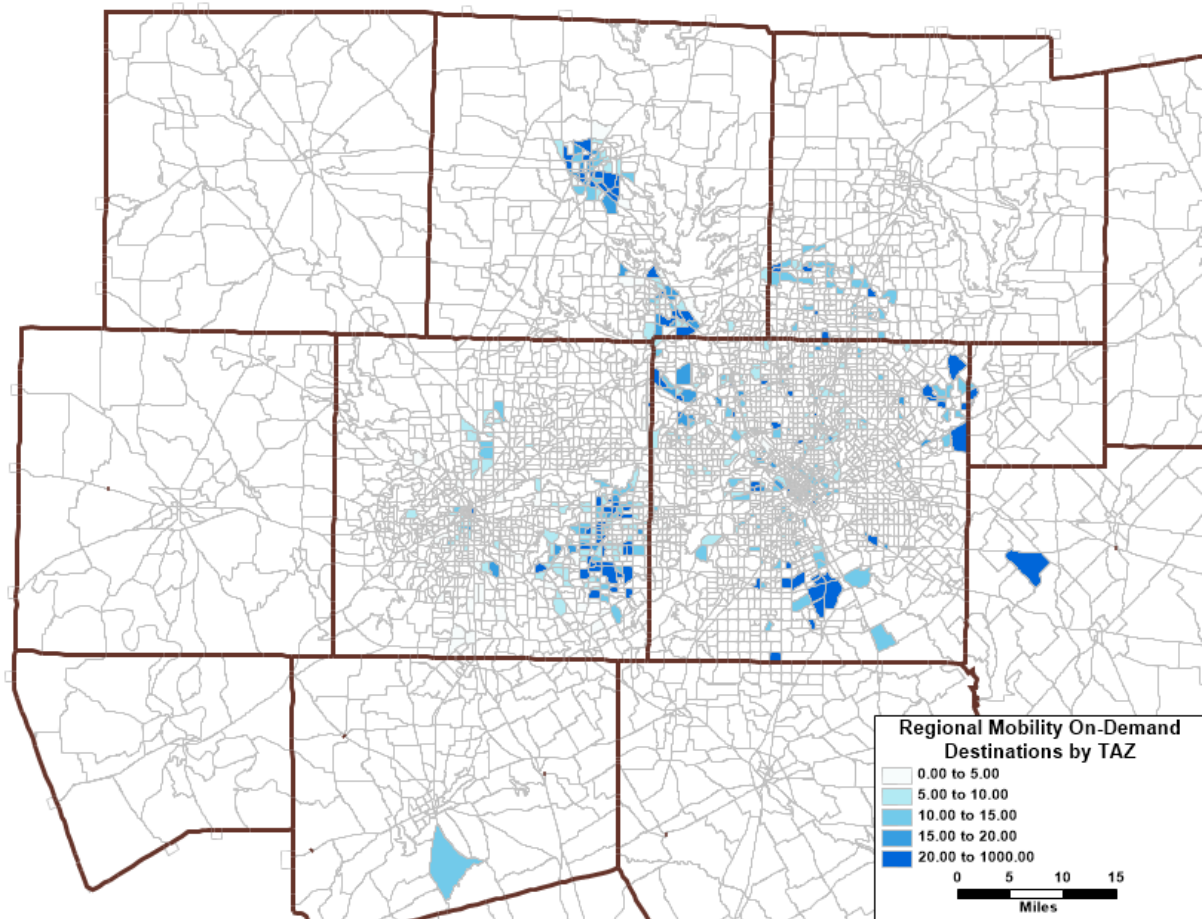 Regional Mobility On-Demand
Destinations by TAZ
0.00 to 5.00
5.00 to 10.00
10.00 to 15.00
15.00 to 20.00
20.00 to 1000.00
0 5 10 15
Miles